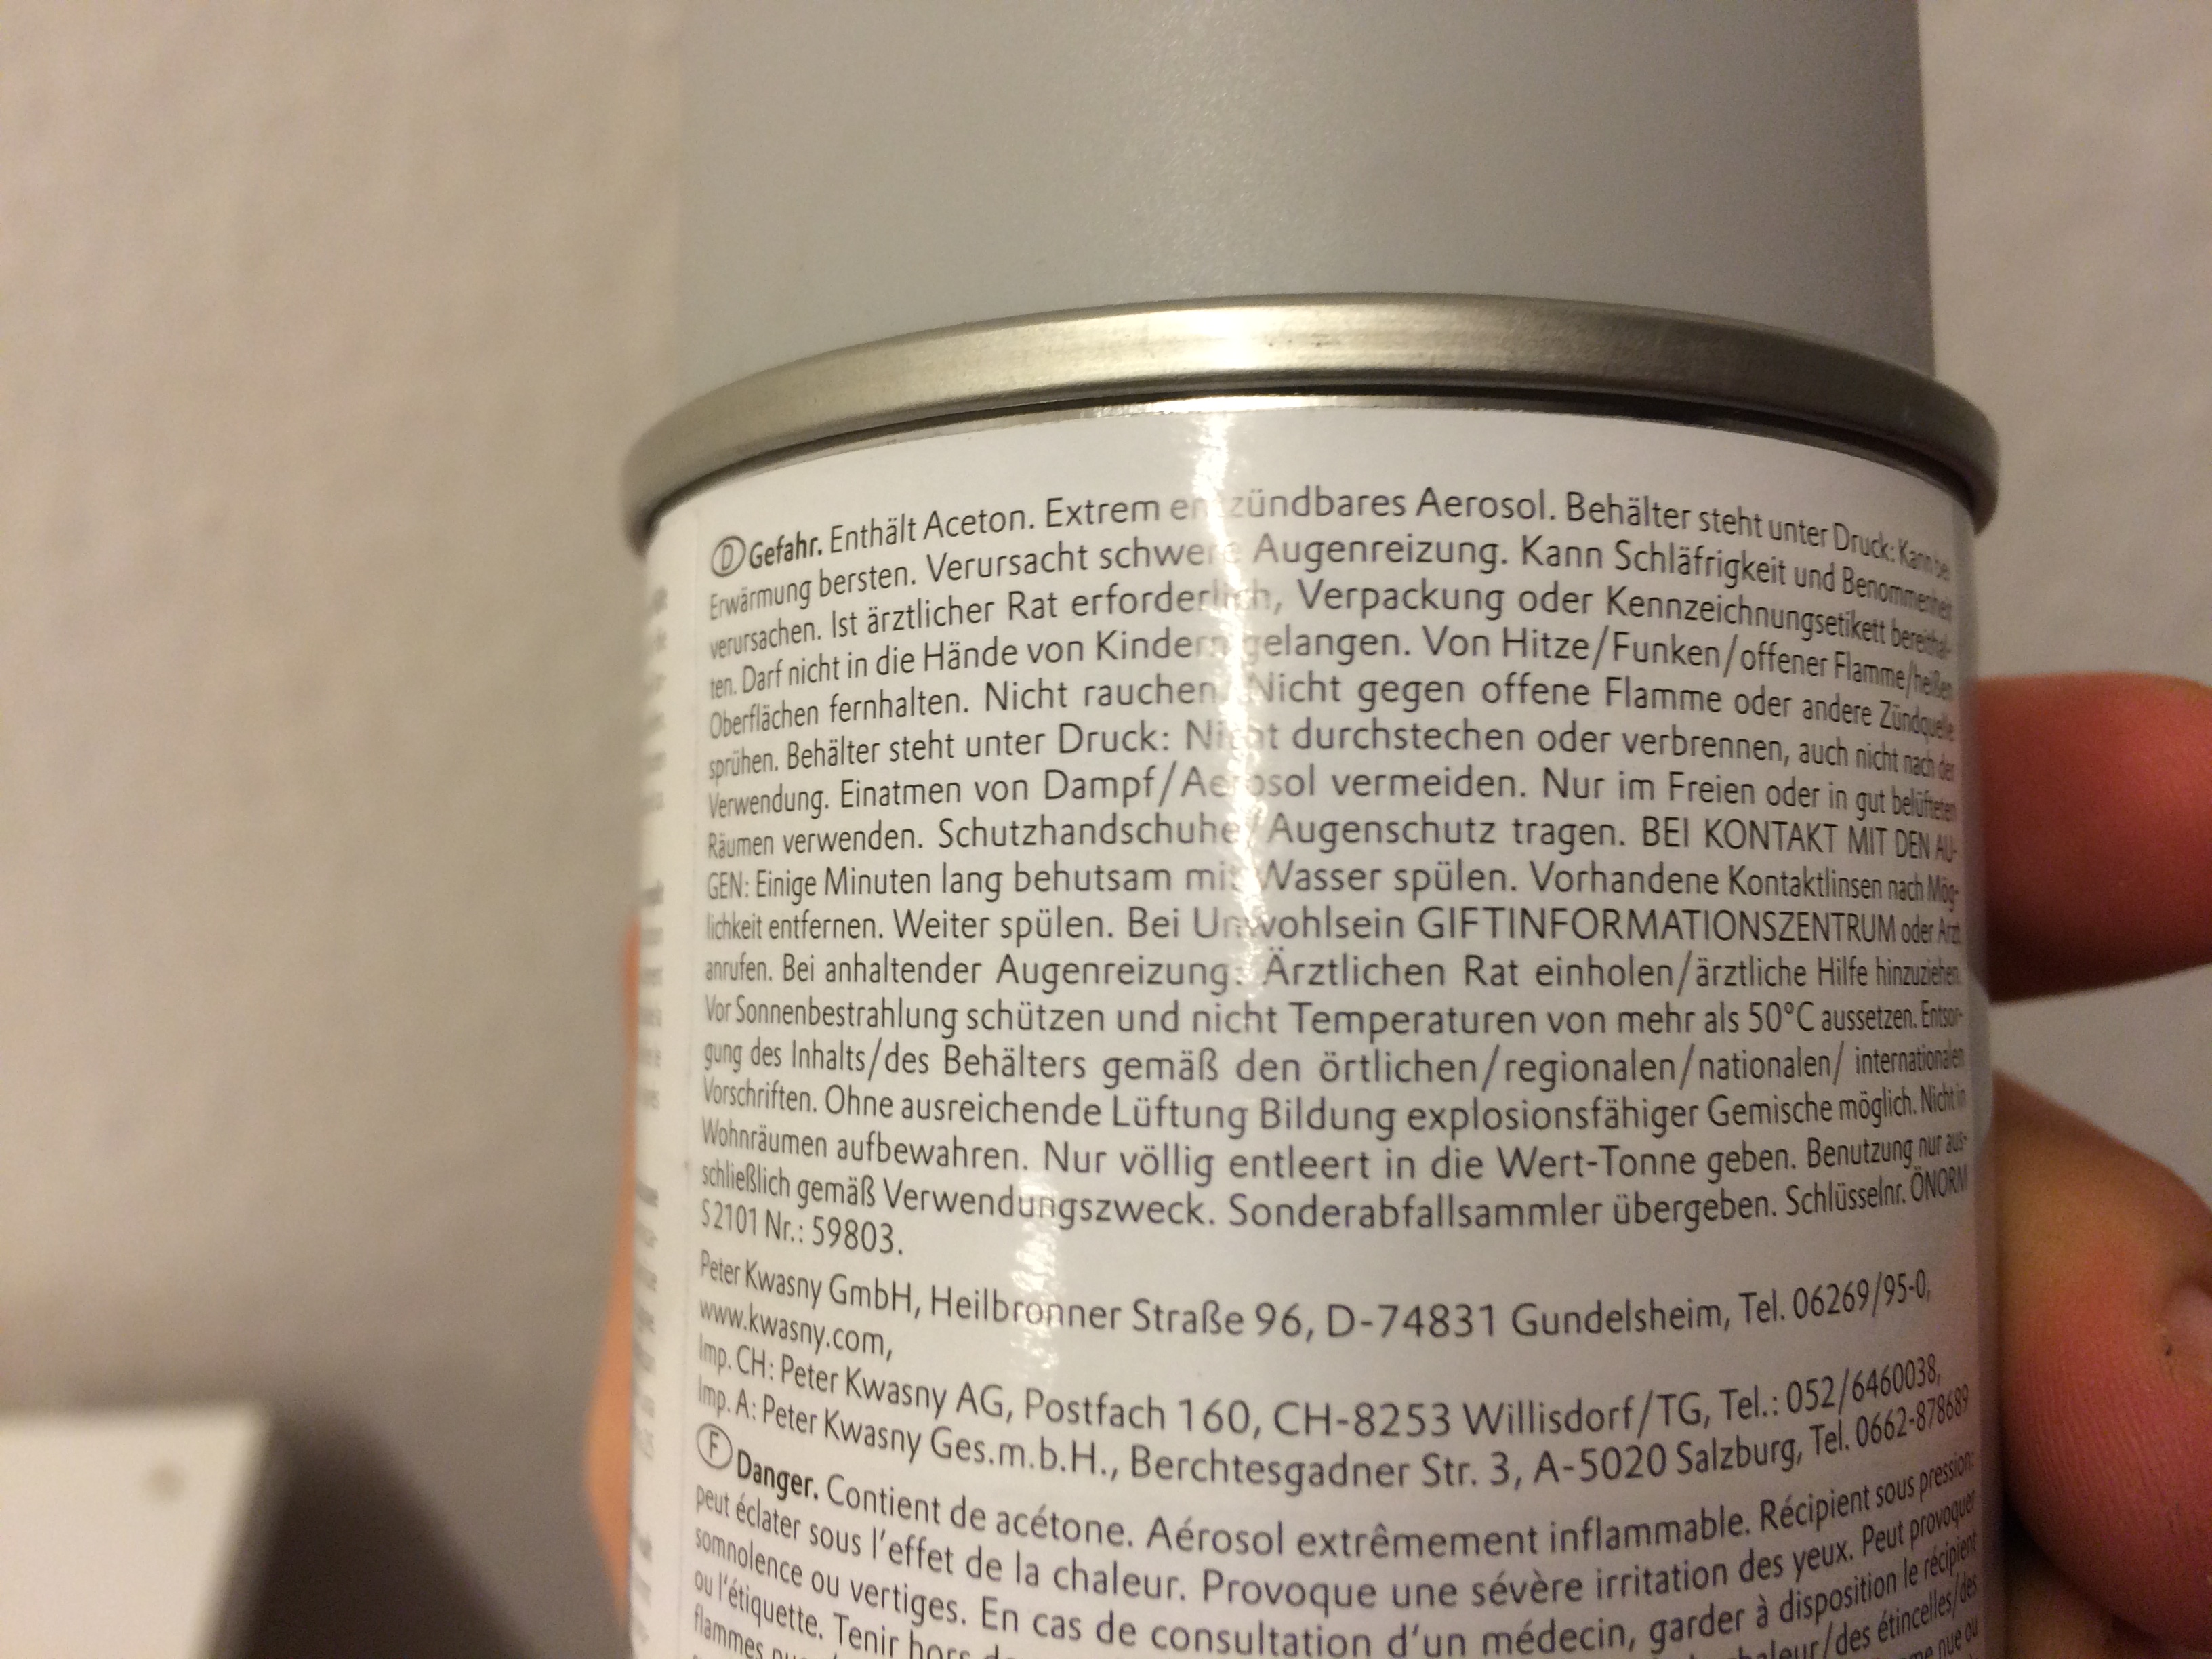 D Gefahr. Enthält Aceton. Extrem entzündbares Aerosol. Behälter steht unter Druck: Kann bei
Erwärmung bersten. Verursacht schwere Augenreizung. Kann Schläfrigkeit und Benommenheit
verursachen. Ist ärztlicher Rat erforderlich, Verpackung oder Kennzeichnungsetikett bereithal-
ten. Darf nicht in die Hände von Kindern gelangen. Von Hitze/Funken/offener Flamme/heißen
Oberflächen fernhalten. Nicht rauchen. Nicht gegen offene Flamme oder andere Zündquelle
sprühen. Behälter steht unter Druck: Nicht durchstechen oder verbrennen, auch nicht nach der
Verwendung. Einatmen von Dampf/Aerosol vermeiden. Nur im Freien oder in gut belüfteten
Räumen verwenden. Schutzhandschuhe/Augenschutz tragen. BEI KONTAKT MIT DEN AU-
GEN: Einige Minuten lang behutsam mit Wasser spülen. Vorhandene Kontaktlinsen nach Mög-
lichkeit entfernen. Weiter spülen. Bei Unwohlsein GIFTINFORMATIONSZENTRUM oder Arzt
anrufen. Bei anhaltender Augenreizung: Ärztlichen Rat einholen/ärztliche Hilfe hinzuziehen.
Vor Sonnenbestrahlung schützen und nicht Temperaturen von mehr als 50°C aussetzen. Entsor-
gung des Inhalts/des Behälters gemäß den örtlichen/regionalen/nationalen/ internationalen
Vorschriften. Ohne ausreichende Lüftung Bildung explosionsfähiger Gemische möglich. Nicht in
Wohnräumen aufbewahren. Nur völlig entleert in die Wert-Tonne geben. Benutzung nur aus-
schließlich gemäß Verwendungszweck. Sonderabfallsammler übergeben. Schlüsselnr. ÖNORM
S2101 Nr.: 59803.
Peter Kwasny GmbH, Heilbronner Straße 96, D-74831 Gundelsheim, Tel. 06269/95-0,
www.kwasny.com,
Imp. CH: Peter Kwasny AG, Postfach 160, CH-8253 Willisdorf/TG, Tel.: 052/6460038,
Imp. A: Peter Kwasny Ges.m.b.H., Berchtesgadner Str. 3, A-5020 Salzburg, Tel. 0662-878689
F Danger. Contient de acétone. Aérosol extrêmement inflammable. Récipient sous pression:
peut éclater sous l'effet de la chaleur. Provoque une sévère irritation des yeux. Peut provoquer
somnolence ou vertiges. En cas de consultation d'un médecin, garder à disposition le récipient
ou l'étiquette. Tenir hors /des étincelles/des
flammes nue ou